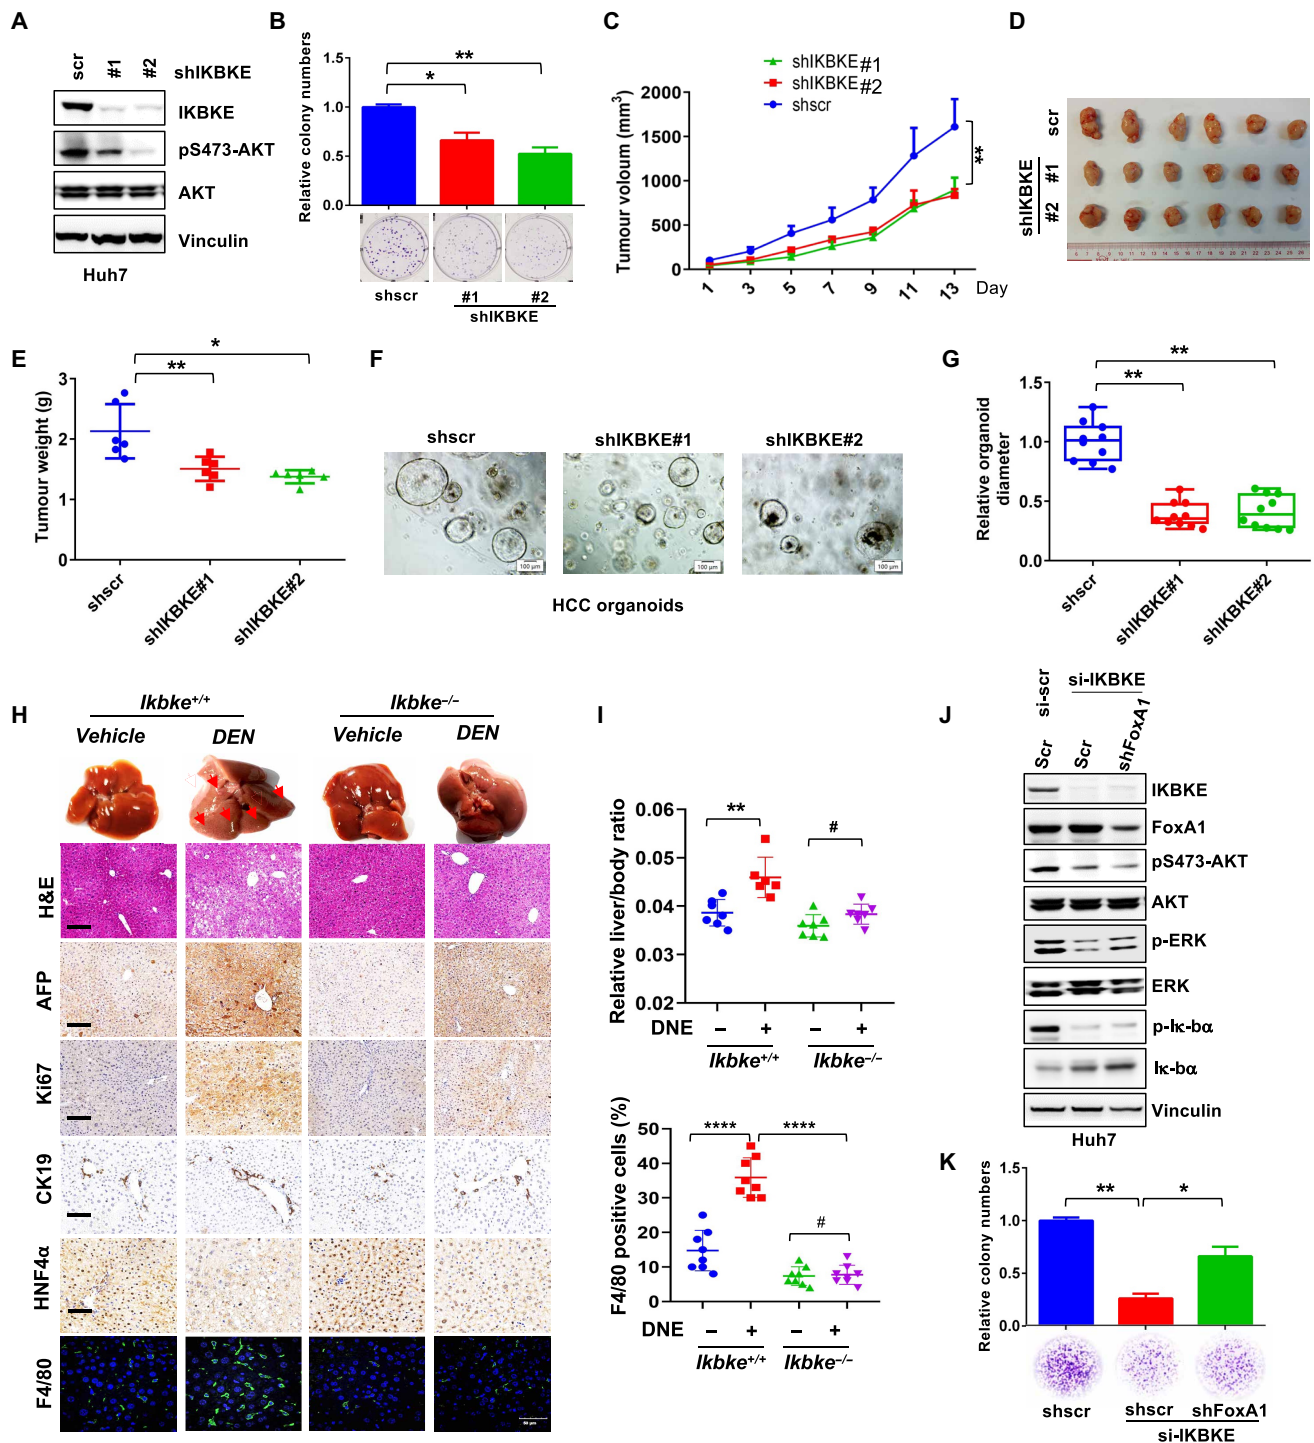 A
scr
#1
#2
shIKBKE
IKBKE
pS473-AKT
AKT
Vinculin
Huh7
B
Relative colony numbers
1.5
1.0
0.5
0.0
*
**
shscr
#1
#2
shIKBKE
C
shIKBKE#1
shIKBKE#2
shscr
Tumour voloum (mm³)
2000
1500
1000
500
0
**
1 3 5 7 9 11 13 Day
D
scr
#1
#2
shIKBKE
E
Tumour weight (g)
3
2
1
0
*
**
shscr
shIKBKE#1
shIKBKE#2
F
shscr
shIKBKE#1
shIKBKE#2
100 µm
100 µm
100 µm
HCC organoids
G
Relative organoid
diameter
1.5
1.0
0.5
0.0
**
**
shscr
shIKBKE#1
shIKBKE#2
H
Ikbke+/+
Ikbke−/−
Vehicle
DEN
Vehicle
DEN
H&E
AFP
Ki67
CK19
HNF4α
F4/80
50 µm
I
Relative liver/body ratio
0.06
0.05
0.04
0.03
0.02
**
#
DNE − + − +
Ikbke+/+
Ikbke−/−
F4/80 positive cells (%)
50
40
30
20
10
0
****
****
#
DNE − + − +
Ikbke+/+
Ikbke−/−
J
si-scr
si-IKBKE
Scr
Scr
shFoxA1
IKBKE
FoxA1
pS473-AKT
AKT
p-ERK
ERK
p-Iκ-bα
Iκ-bα
Vinculin
Huh7
K
Relative colony numbers
1.5
1.0
0.5
0.0
**
*
shscr
shscr
shFoxA1
si-IKBKE